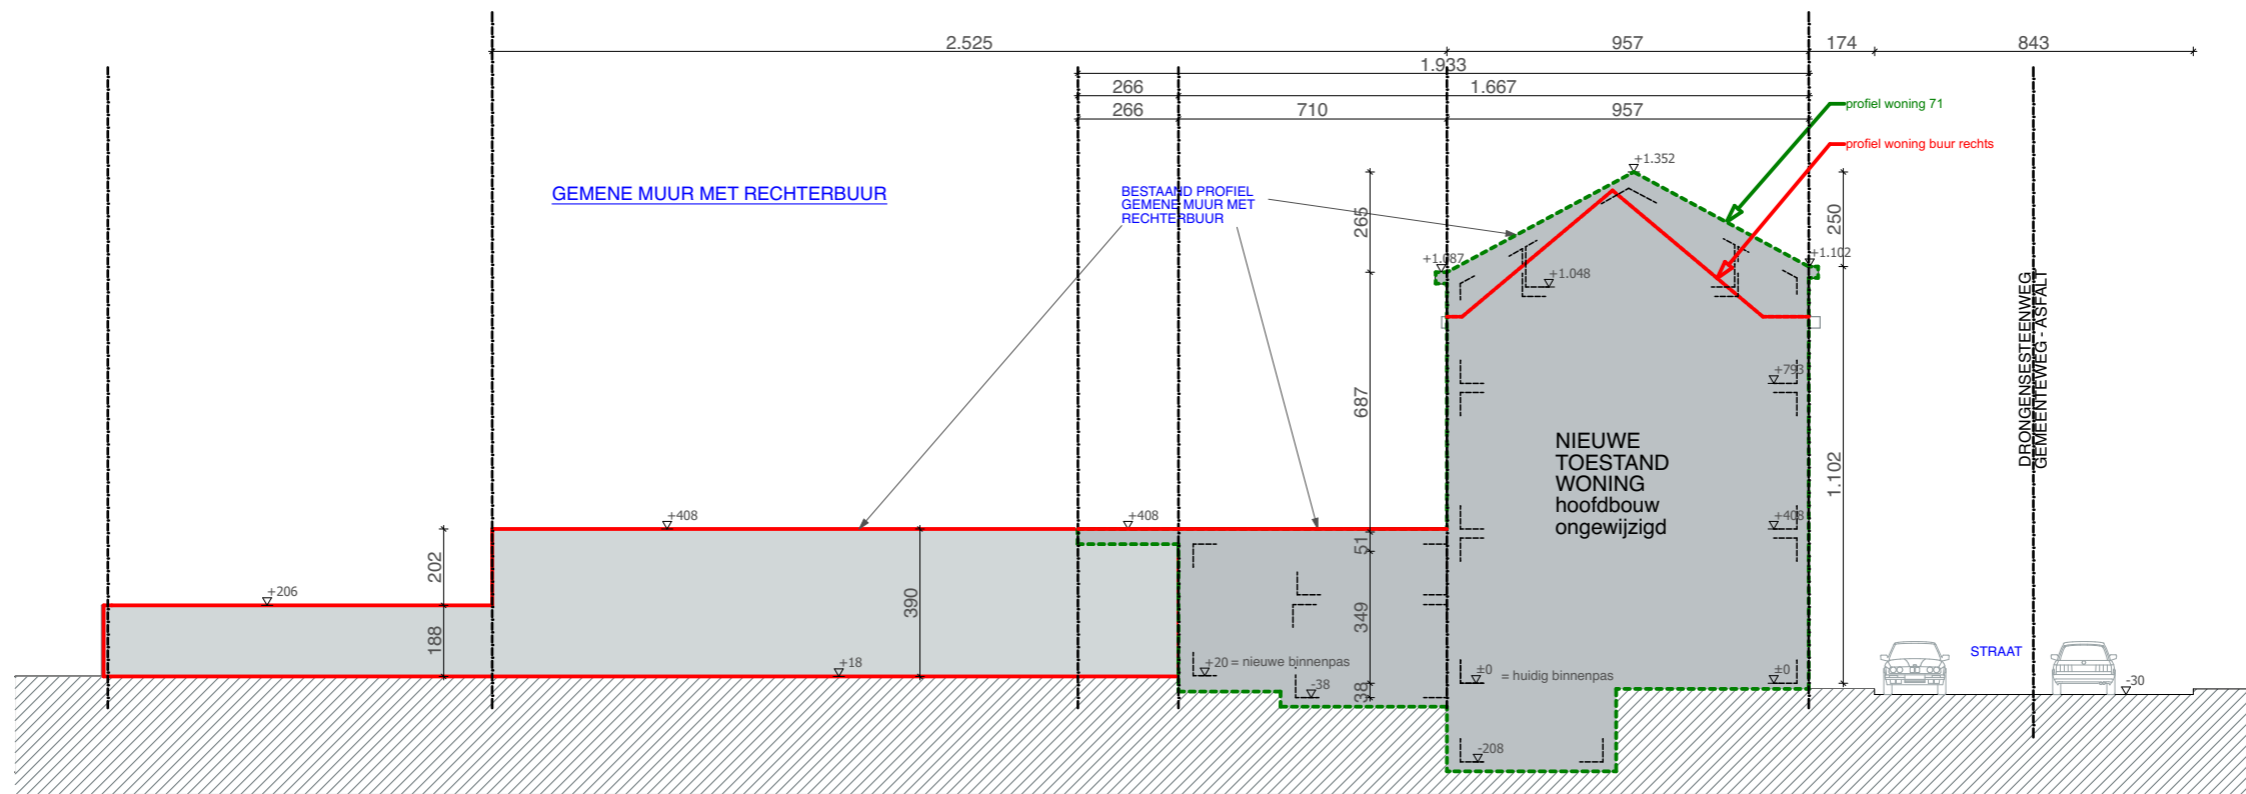 2.525
957
174
843
1.933
266
1.667
266
710
957
profiel woning 71
profiel woning buur rechts
GEMENE MUUR MET RECHTERBUUR
BESTAAND PROFIEL
GEMENE MUUR MET
RECHTERBUUR
+1.352
265
250
+1.087
+1.102
+1.048
DRONGENSESTEENWEG
GEMEENTEWEG - ASFALT
+793
687
NIEUWE
TOESTAND
WONING
hoofdbouw
ongewijzigd
1.102
+408
+408
+408
51
202
390
349
+206
188
+18
+20 = nieuwe binnenpas
-38
38
±0 = huidig binnenpas
±0
STRAAT
-30
-208